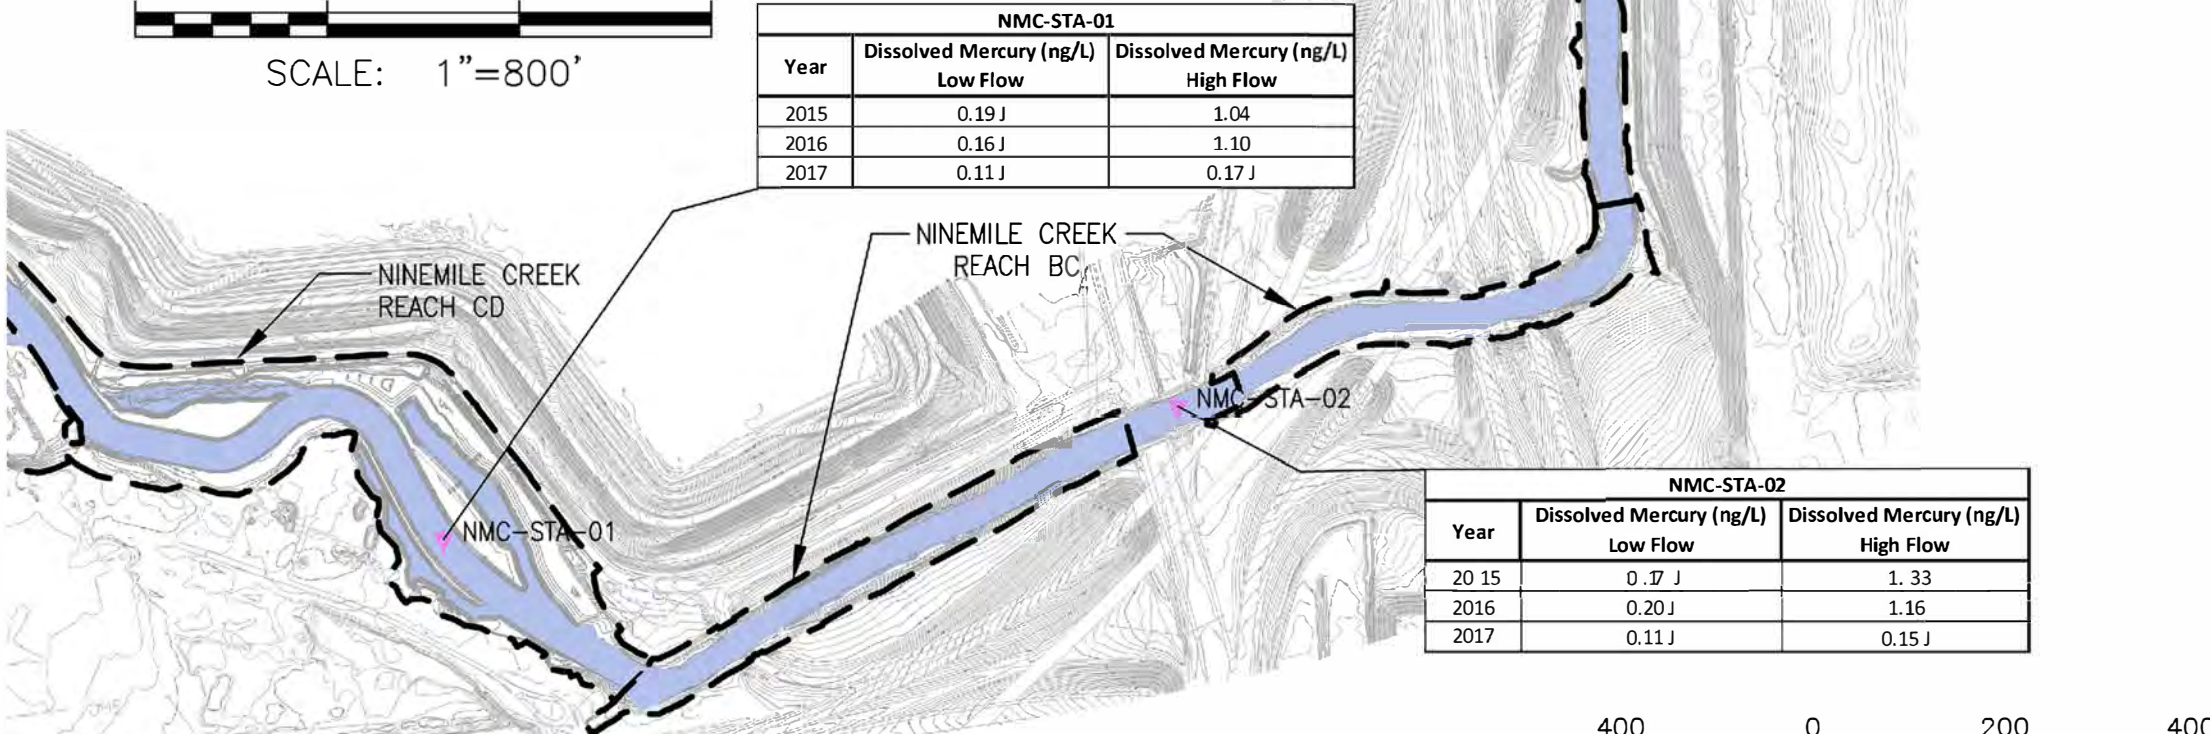 SCALE: 1"=800'
NMC-STA-01
Year Dissolved Mercury (ng/L) Low Flow Dissolved Mercury (ng/L) High Flow
2015 0.19 J 1.04
2016 0.16 J 1.10
2017 0.11 J 0.17 J
NINEMILE CREEK
REACH BC
NINEMILE CREEK
REACH CD
NMC-STA-02
NMC-STA-01
NMC-STA-02
Year Dissolved Mercury (ng/L) Low Flow Dissolved Mercury (ng/L) High Flow
20 15 0.17 J 1. 33
2016 0.20 J 1.16
2017 0.11 J 0.15 J
400 0 200 400